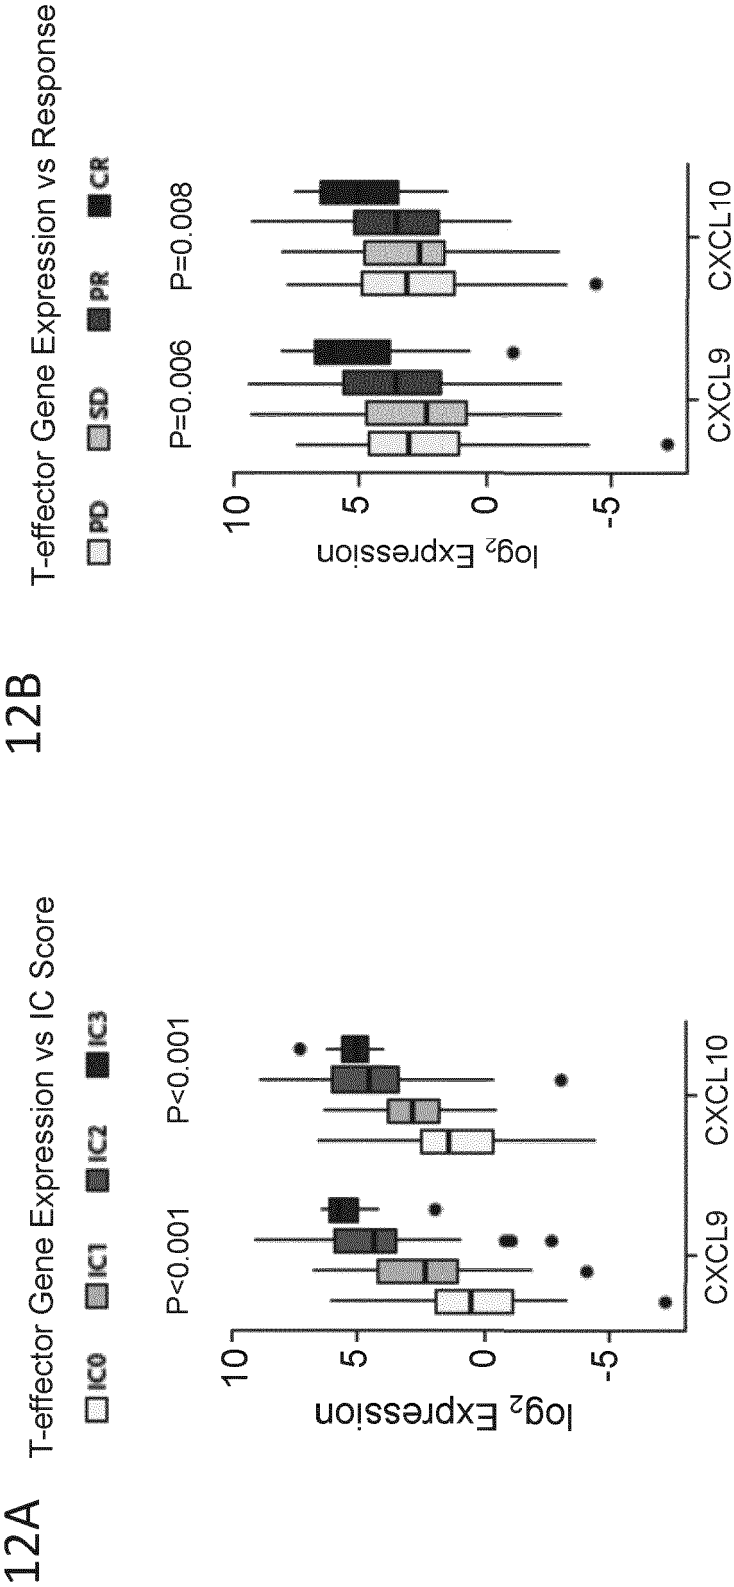 12A
T-effector Gene Expression vs IC Score
IC0 IC1 IC2 IC3
P<0.001 P<0.001
10
5
0
-5
log2 Expression
CXCL9 CXCL10
12B
T-effector Gene Expression vs Response
PD SD PR CR
P=0.006 P=0.008
10
5
0
-5
log2 Expression
CXCL9 CXCL10